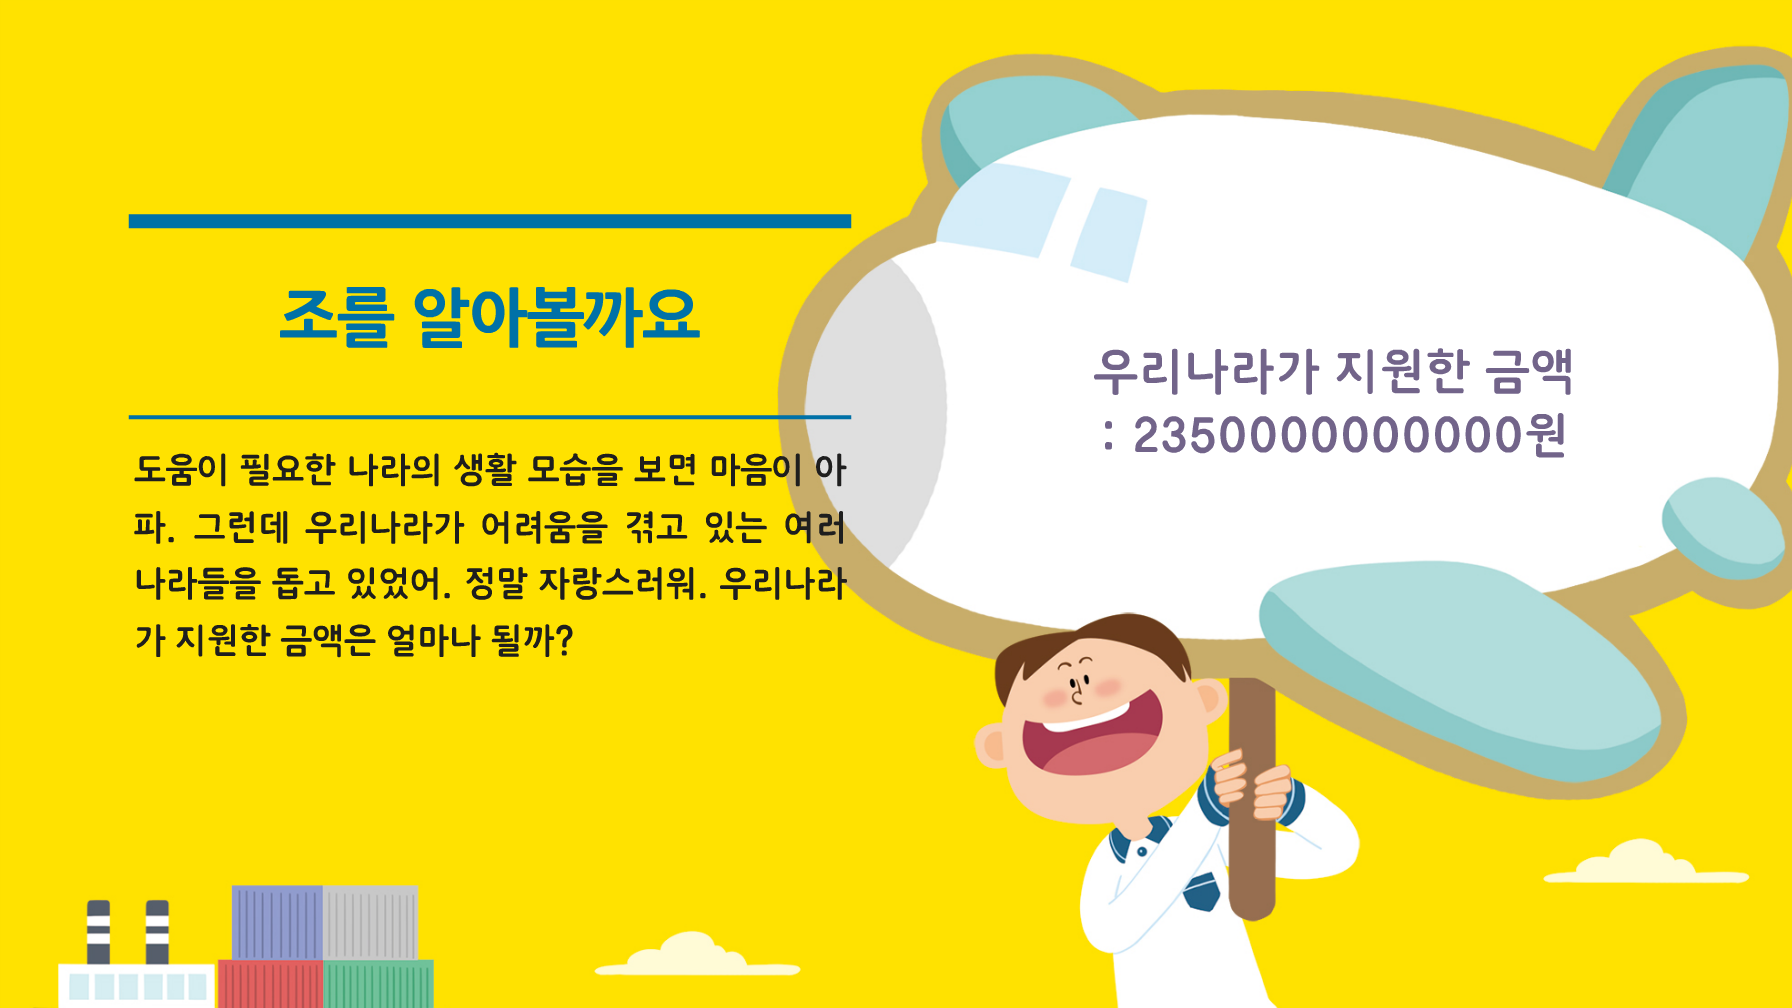 조를 알아볼까요
도움이 필요한 나라의 생활 모습을 보면 마음이 아
파. 그런데 우리나라가 어려움을 겪고 있는 여러
나라들을 돕고 있었어. 정말 자랑스러워. 우리나라
가 지원한 금액은 얼마나 될까?
우리나라가 지원한 금액
: 2350000000000원